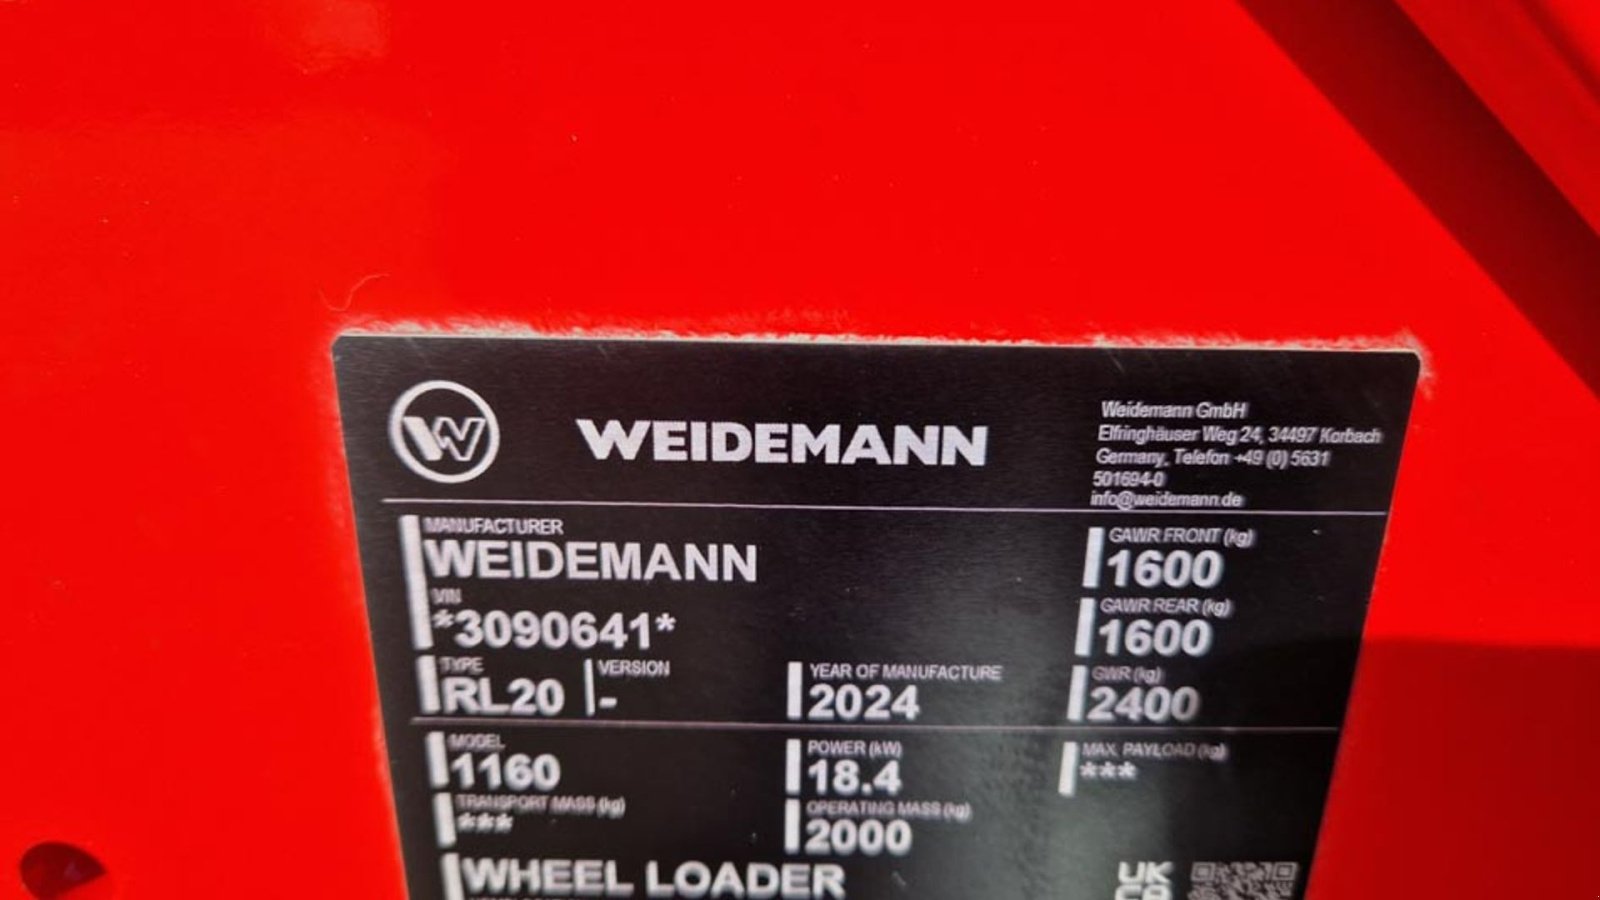 W
WEIDEMANN
Weidemann GmbH
Elfringhäuser Weg 24, 34497 Korbach
Germany, Telefon +49 (0) 5631
501694-0
info@weidemann.de
MANUFACTURER
WEIDEMANN
VIN
*3090641*
TYPE
RL20
VERSION
-
YEAR OF MANUFACTURE
2024
GAWR FRONT (kg)
1600
GAWR REAR (kg)
1600
GWR (kg)
2400
MODEL
1160
POWER (kW)
18.4
MAX. PAYLOAD (kg)
***
TRANSPORT MASS (kg)
***
OPERATING MASS (kg)
2000
WHEEL LOADER
UK
CA